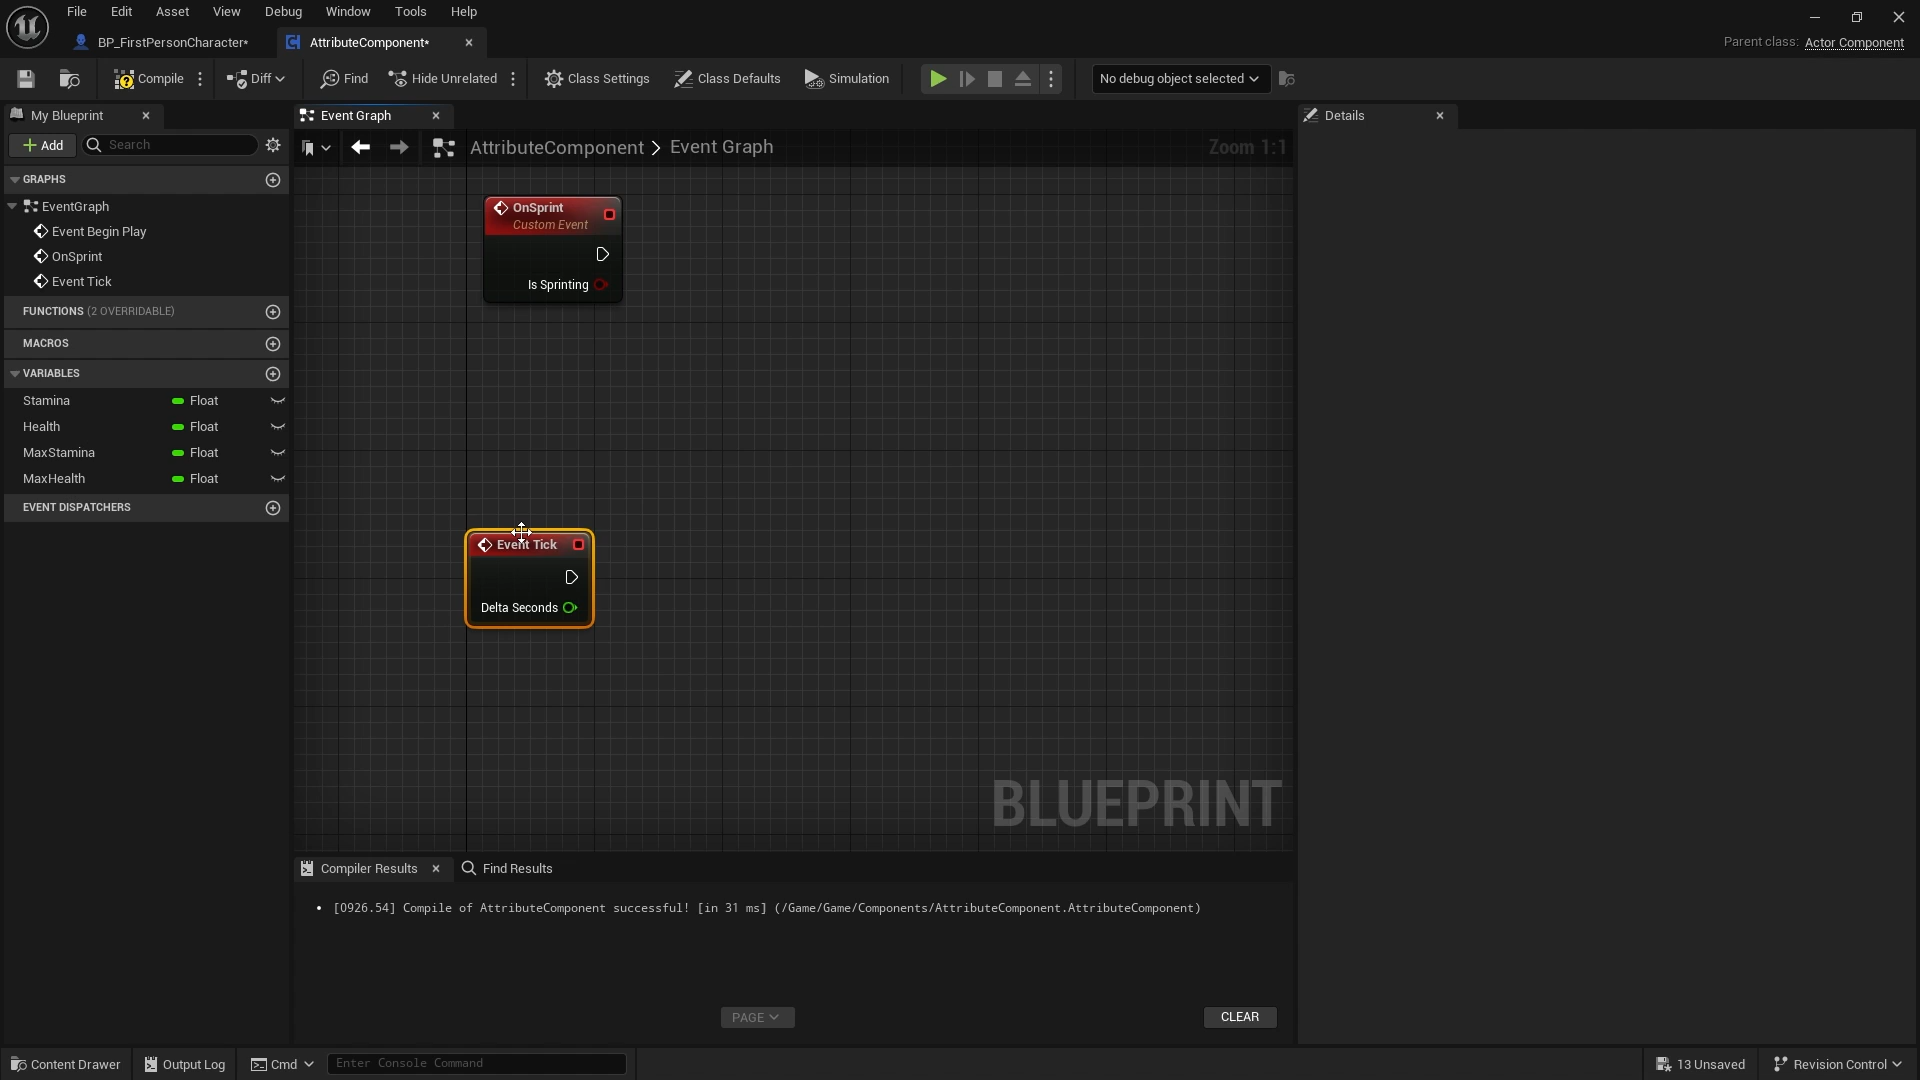 File Edit Asset View Debug Window Tools Help
BP_FirstPersonCharacter*
AttributeComponent*
Parent class: Actor Component
Compile
Diff
Find
Hide Unrelated
Class Settings
Class Defaults
Simulation
No debug object selected
My Blueprint
Event Graph
Details
Add
Search
AttributeComponent > Event Graph
Zoom 1:1
GRAPHS
EventGraph
Event Begin Play
OnSprint
Event Tick
FUNCTIONS (2 OVERRIDABLE)
MACROS
VARIABLES
Stamina Float
Health Float
MaxStamina Float
MaxHealth Float
EVENT DISPATCHERS
OnSprint
Custom Event
Is Sprinting
Event Tick
Delta Seconds
BLUEPRINT
Compiler Results
Find Results
• [0926.54] Compile of AttributeComponent successful! [in 31 ms] (/Game/Game/Components/AttributeComponent.AttributeComponent)
PAGE
CLEAR
Content Drawer
Output Log
Cmd
Enter Console Command
13 Unsaved
Revision Control